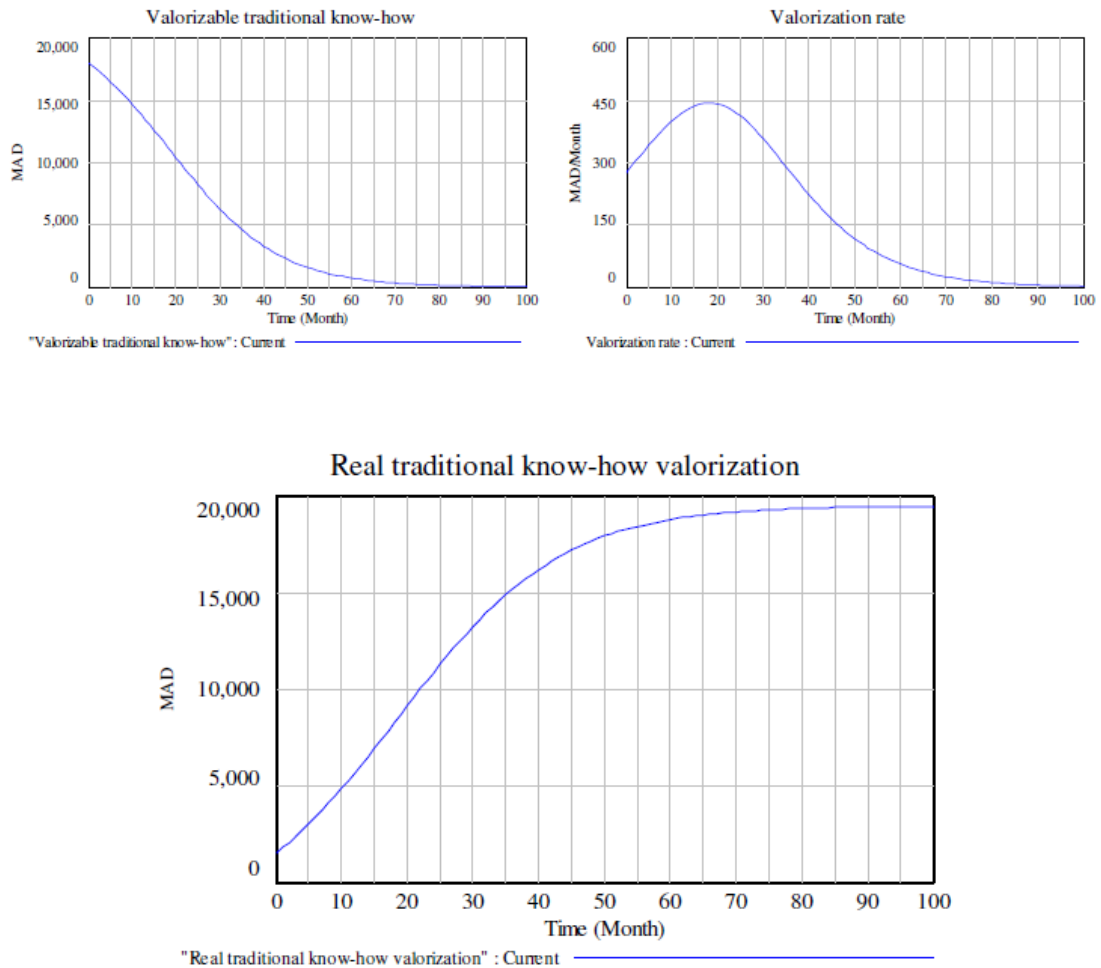 Valorizable traditional know-how
20,000
15,000
10,000
5,000
0
MAD
0 10 20 30 40 50 60 70 80 90 100
Time (Month)
"Valorizable traditional know-how" : Current
Valorization rate
600
450
300
150
0
MAD/Month
0 10 20 30 40 50 60 70 80 90 100
Time (Month)
Valorization rate : Current
Real traditional know-how valorization
20,000
15,000
10,000
5,000
0
MAD
0 10 20 30 40 50 60 70 80 90 100
Time (Month)
"Real traditional know-how valorization" : Current